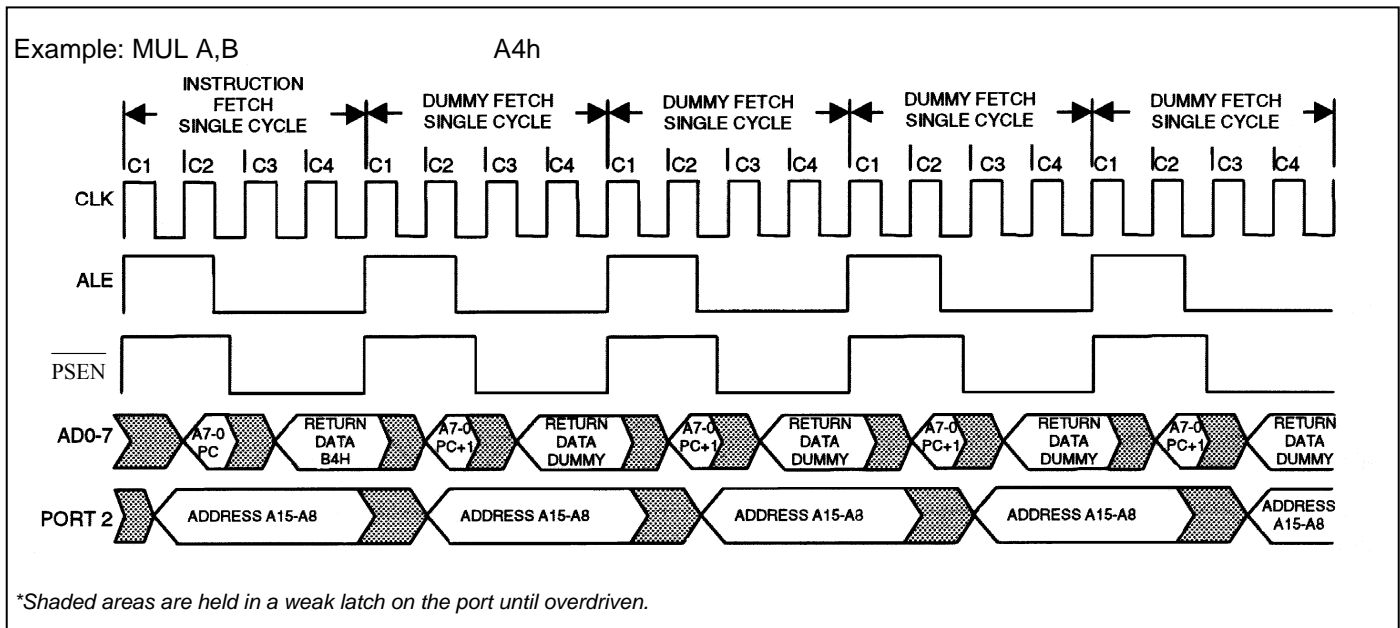 Example: MUL A,B A4h
INSTRUCTION
FETCH
SINGLE CYCLE
DUMMY FETCH
SINGLE CYCLE
DUMMY FETCH
SINGLE CYCLE
DUMMY FETCH
SINGLE CYCLE
DUMMY FETCH
SINGLE CYCLE
C1 C2 C3 C4 C1 C2 C3 C4 C1 C2 C3 C4 C1 C2 C3 C4 C1 C2 C3 C4
CLK
ALE
PSEN
AD0-7
A7-0
PC
RETURN
DATA
B4H
A7-0
PC+1
RETURN
DATA
DUMMY
A7-0
PC+1
RETURN
DATA
DUMMY
A7-0
PC+1
RETURN
DATA
DUMMY
A7-0
PC+1
RETURN
DATA
DUMMY
PORT 2
ADDRESS A15-A8
ADDRESS A15-A8
ADDRESS A15-A8
ADDRESS A15-A8
ADDRESS
A15-A8
*Shaded areas are held in a weak latch on the port until overdriven.